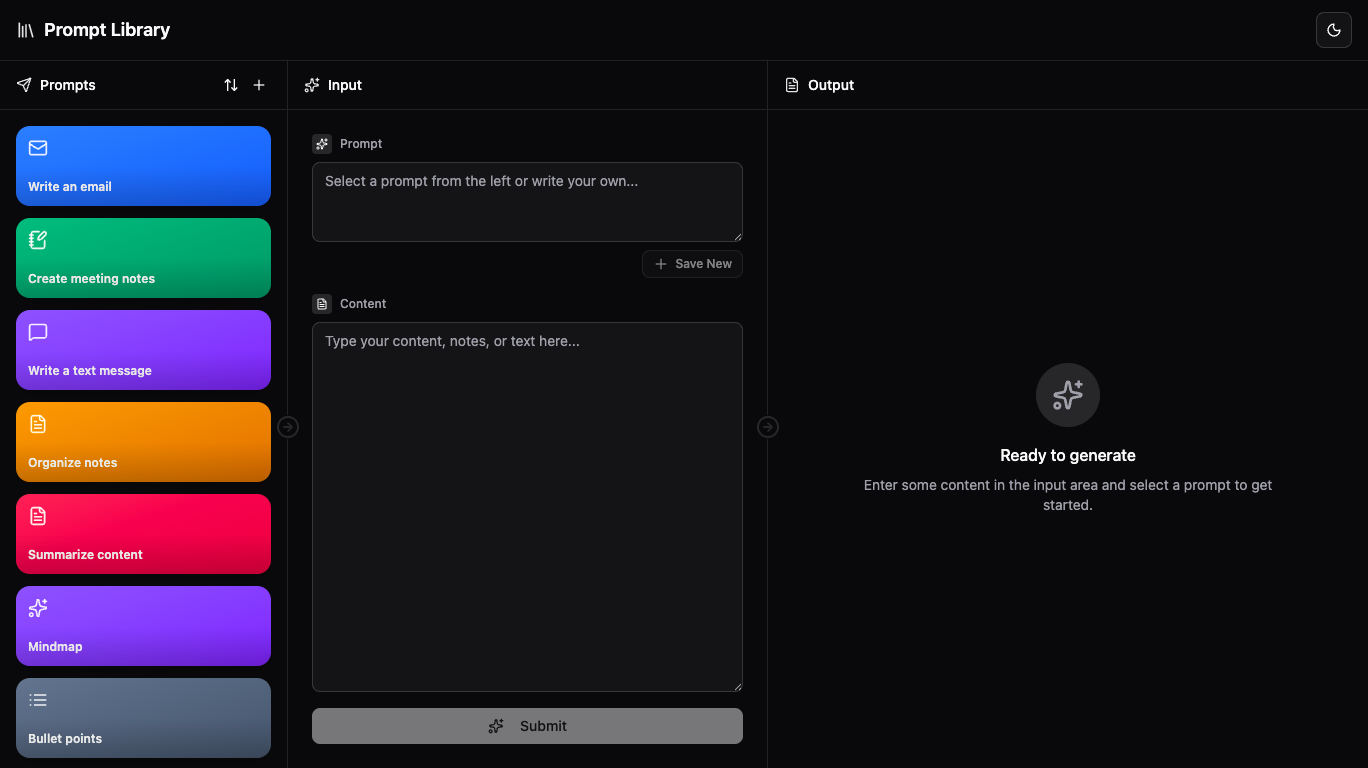 Prompt Library
Prompts
Input
Output
Write an email
Create meeting notes
Write a text message
Organize notes
Summarize content
Mindmap
Bullet points
Prompt
Select a prompt from the left or write your own...
Save New
Content
Type your content, notes, or text here...
Submit
Ready to generate
Enter some content in the input area and select a prompt to get
started.